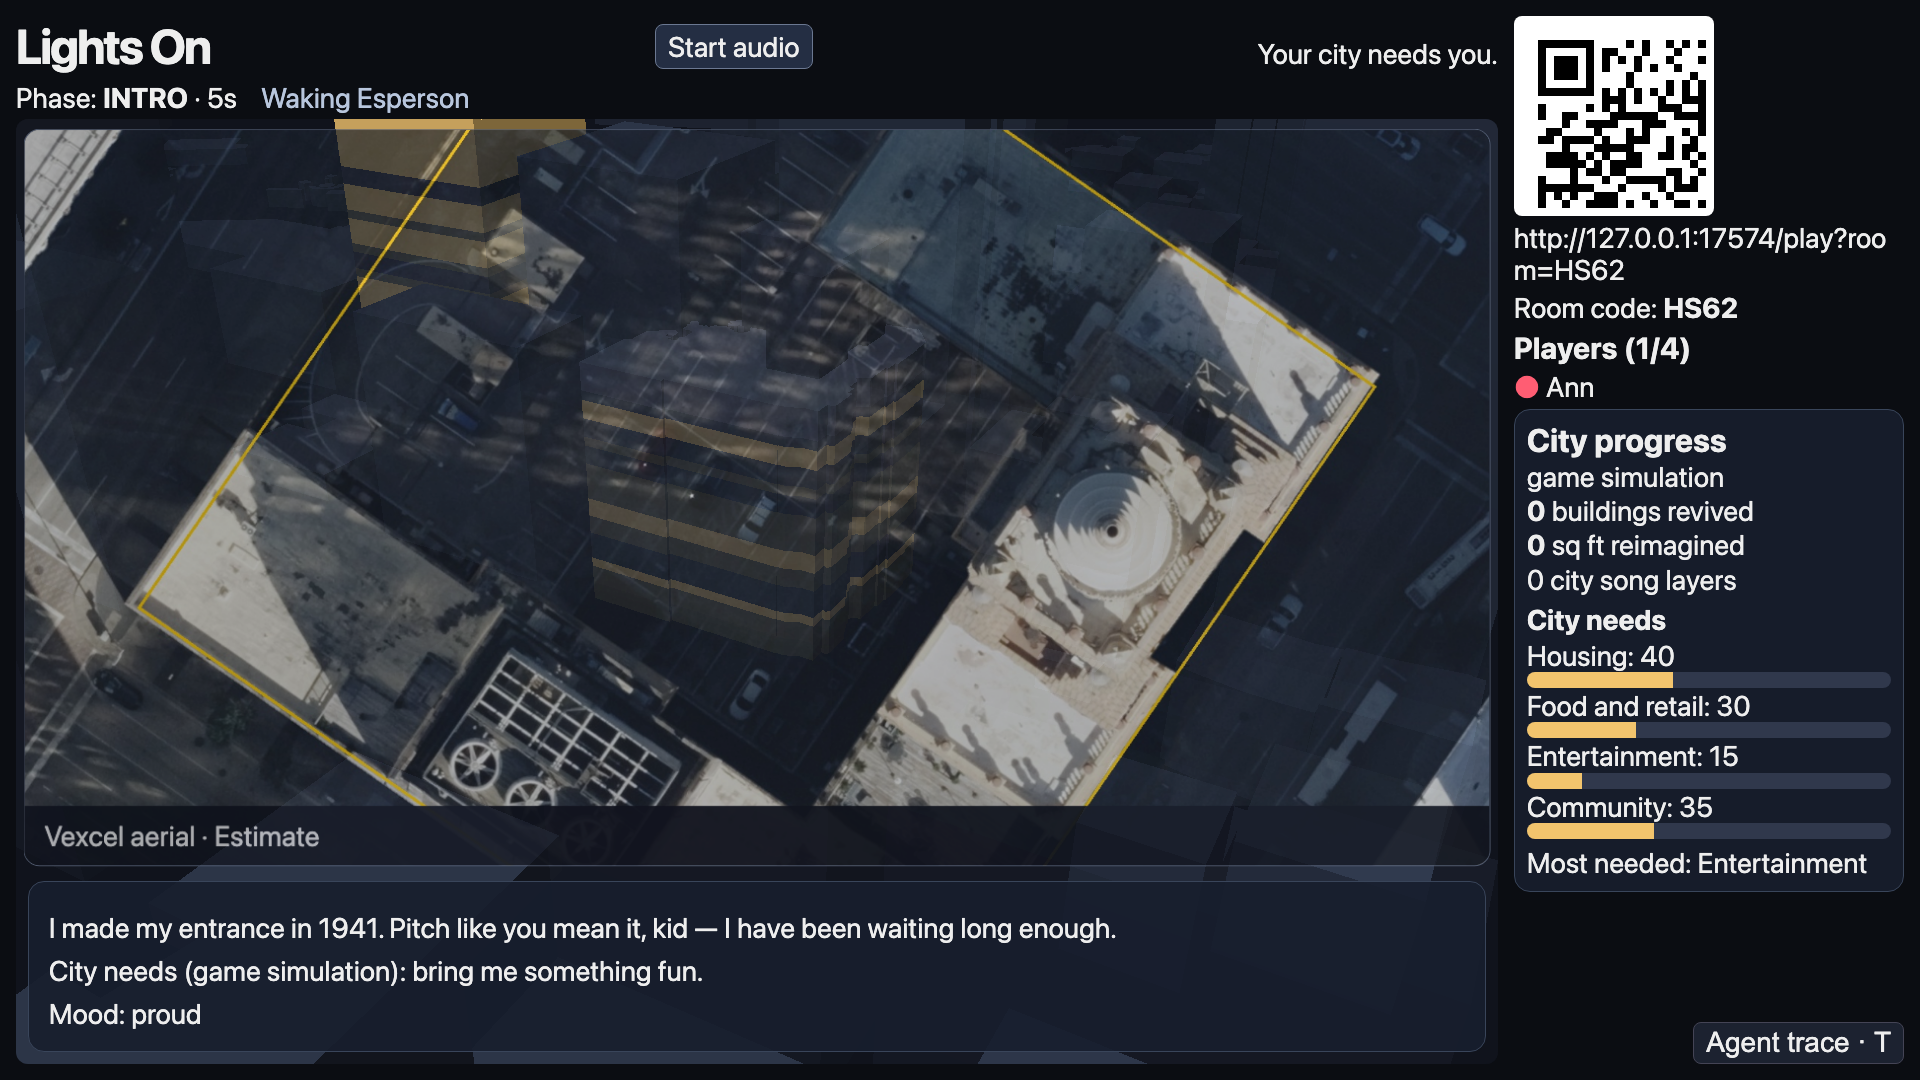 Lights On
Start audio
Your city needs you.
Phase: INTRO · 5s Waking Esperson
http://127.0.0.1:17574/play?roo
m=HS62
Room code: HS62
Players (1/4)
Ann
City progress
game simulation
0 buildings revived
0 sq ft reimagined
0 city song layers
City needs
Housing: 40
Food and retail: 30
Entertainment: 15
Community: 35
Most needed: Entertainment
Vexcel aerial · Estimate
I made my entrance in 1941. Pitch like you mean it, kid — I have been waiting long enough.
City needs (game simulation): bring me something fun.
Mood: proud
Agent trace · T